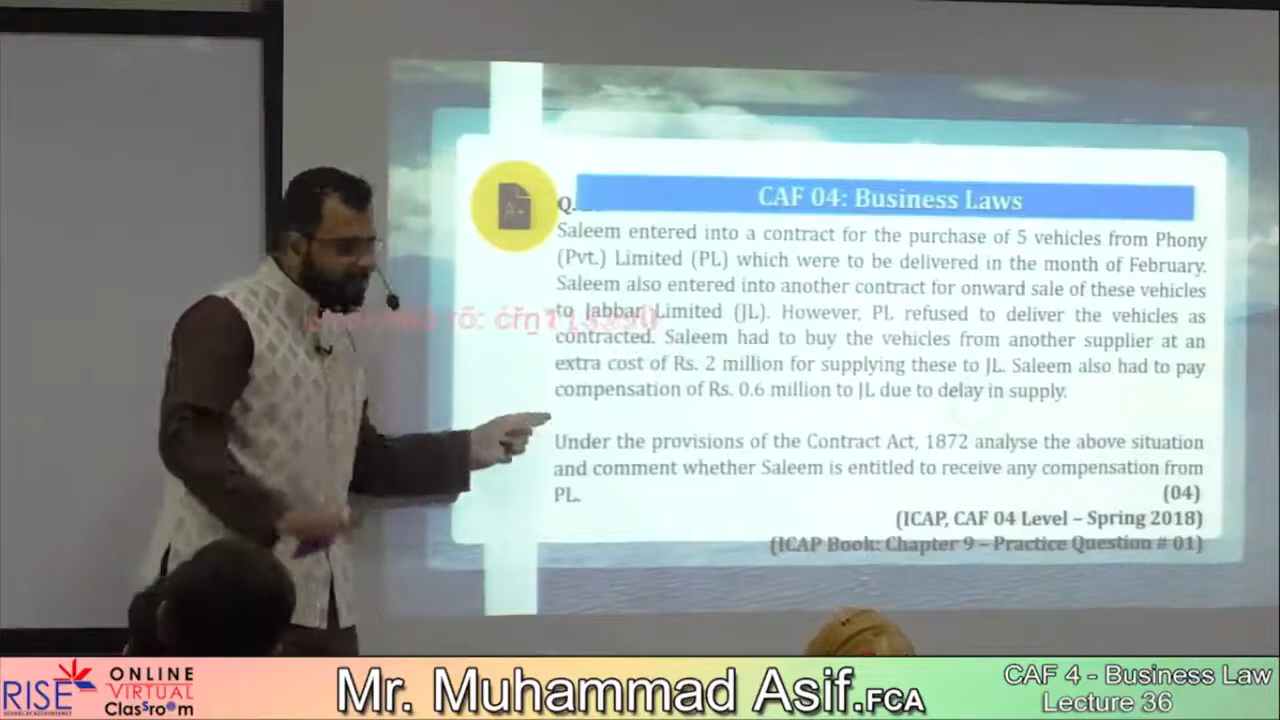 CAF 04: Business Laws
Q.
Saleem entered into a contract for the purchase of 5 vehicles from Phony
(Pvt.) Limited (PL) which were to be delivered in the month of February.
Saleem also entered into another contract for onward sale of these vehicles
to Jabbar Limited (JL). However, PL refused to deliver the vehicles as
contracted. Saleem had to buy the vehicles from another supplier at an
extra cost of Rs. 2 million for supplying these to JL. Saleem also had to pay
compensation of Rs. 0.6 million to JL due to delay in supply.
Under the provisions of the Contract Act, 1872 analyse the above situation
and comment whether Saleem is entitled to receive any compensation from
PL.
(04)
(ICAP, CAF 04 Level – Spring 2018)
(ICAP Book: Chapter 9 – Practice Question # 01)
A+
RISE
SCHOOL OF ACCOUNTANCY
ONLINE
VIRTUAL
Classroom
Mr. Muhammad Asif.FCA
CAF 4 - Business Law
Lecture 36